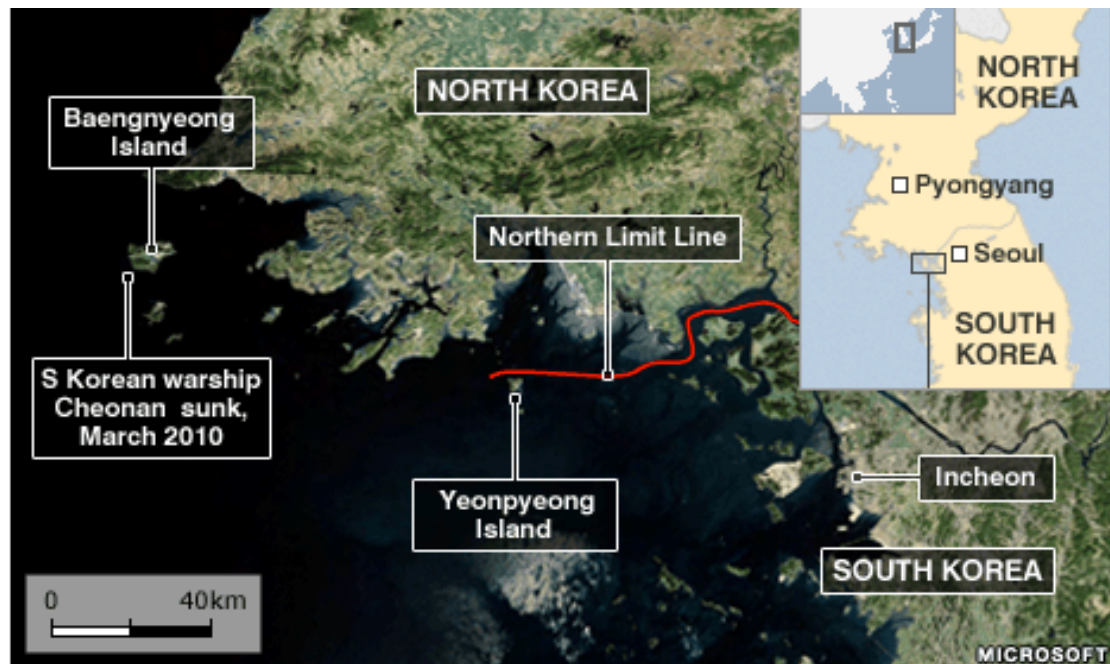 NORTH KOREA
Baengnyeong
Island
Northern Limit Line
S Korean warship
Cheonan sunk,
March 2010
Yeonpyeong
Island
Incheon
SOUTH KOREA
0 40km
NORTH
KOREA
Pyongyang
Seoul
SOUTH
KOREA
MICROSOFT